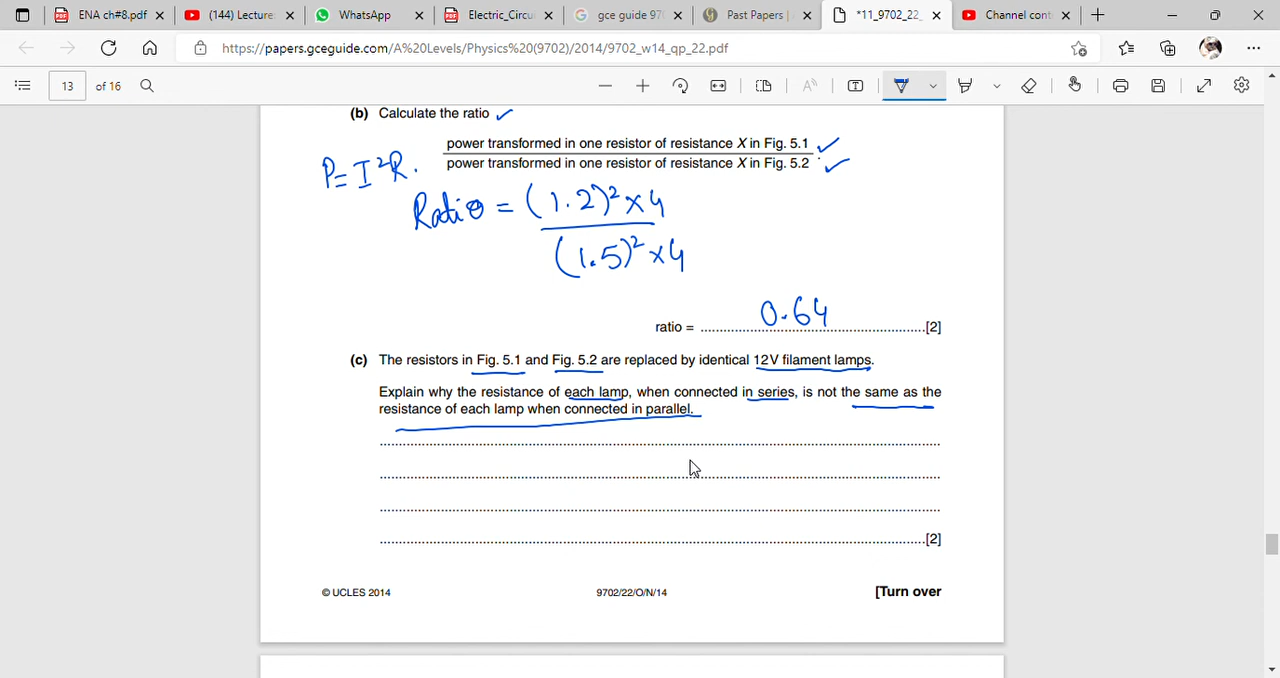 ENA ch#8.pdf
(144) Lecture
WhatsApp
Electric_Circu
gce guide 97
Past Papers |
*11_9702_22_
Channel cont
https://papers.gceguide.com/A%20Levels/Physics%20(9702)/2014/9702_w14_qp_22.pdf
13 of 16
(b) Calculate the ratio
power transformed in one resistor of resistance X in Fig. 5.1
power transformed in one resistor of resistance X in Fig. 5.2
P= I²R.
Ratio = (1.2)² x 4
(1.5)² x 4
0.64
ratio = ....................................................[2]
(c) The resistors in Fig. 5.1 and Fig. 5.2 are replaced by identical 12V filament lamps.
Explain why the resistance of each lamp, when connected in series, is not the same as the
resistance of each lamp when connected in parallel.
[2]
© UCLES 2014 9702/22/O/N/14 [Turn over